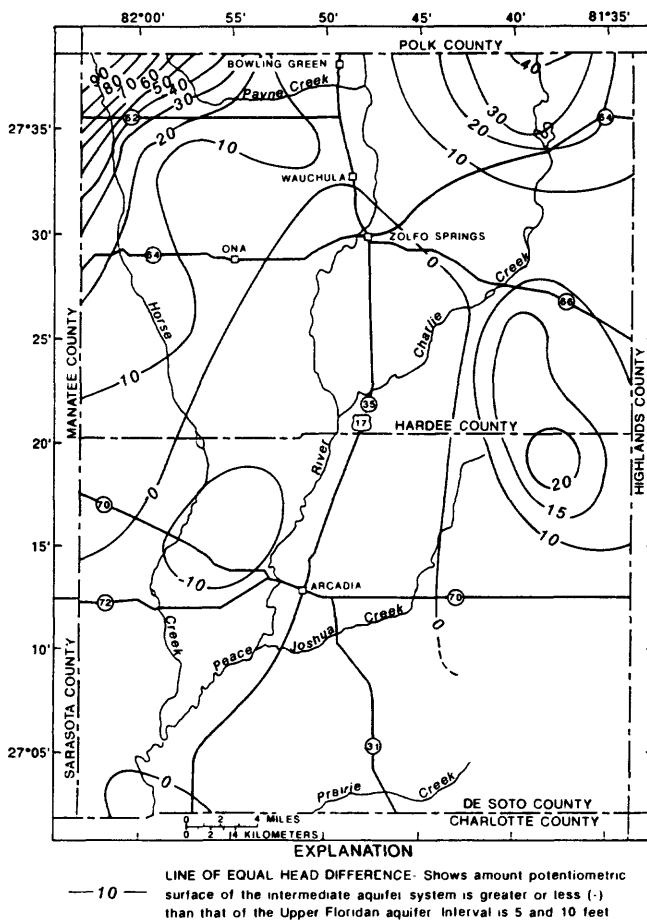 82°00' 55' 50' 45' 40' 81°35'
POLK COUNTY
BOWLING GREEN
Payne Creek
90
80
70
60
50
40
30
20
10
40
30
20
10
27°35'
62
64
WAUCHULA
0
30'
ZOLFO SPRINGS
64
ONA
Horse
Charlie Creek
66
25'
MANATEE COUNTY
HIGHLANDS COUNTY
10
35
17
HARDEE COUNTY
20'
River
0
20
15
10
70
15'
-10
ARCADIA
72
70
Creek
Peace
Joshua Creek
0
10'
SARASOTA COUNTY
27°05'
31
0
Prairie Creek
DE SOTO COUNTY
CHARLOTTE COUNTY
0 2 4 MILES
0 2 4 KILOMETERS
EXPLANATION
—10— LINE OF EQUAL HEAD DIFFERENCE- Shows amount potentiometric
surface of the intermediate aquifer system is greater or less (-)
than that of the Upper Floridan aquifer Interval is 5 and 10 feet